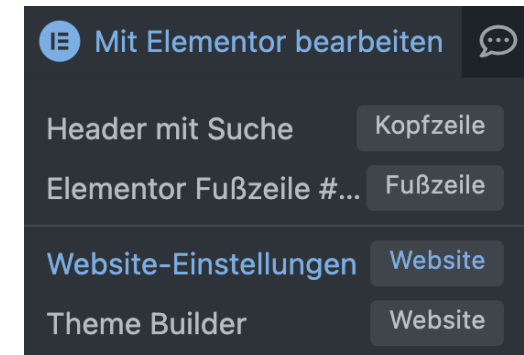 Mit Elementor bearbeiten
Header mit Suche Kopfzeile
Elementor Fußzeile #... Fußzeile
Website-Einstellungen Website
Theme Builder Website